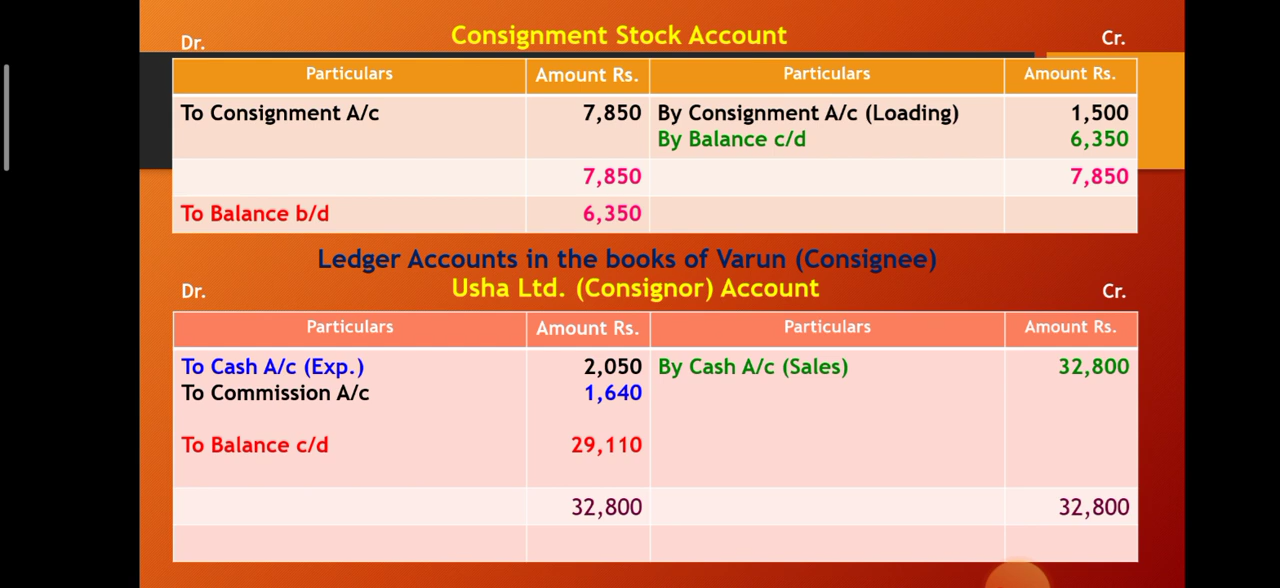 Dr. Consignment Stock Account Cr.
Particulars Amount Rs. Particulars Amount Rs.
To Consignment A/c 7,850 By Consignment A/c (Loading) 1,500
By Balance c/d 6,350
7,850 7,850
To Balance b/d 6,350
Ledger Accounts in the books of Varun (Consignee)
Dr. Usha Ltd. (Consignor) Account Cr.
Particulars Amount Rs. Particulars Amount Rs.
To Cash A/c (Exp.) 2,050 By Cash A/c (Sales) 32,800
To Commission A/c 1,640
To Balance c/d 29,110
32,800 32,800